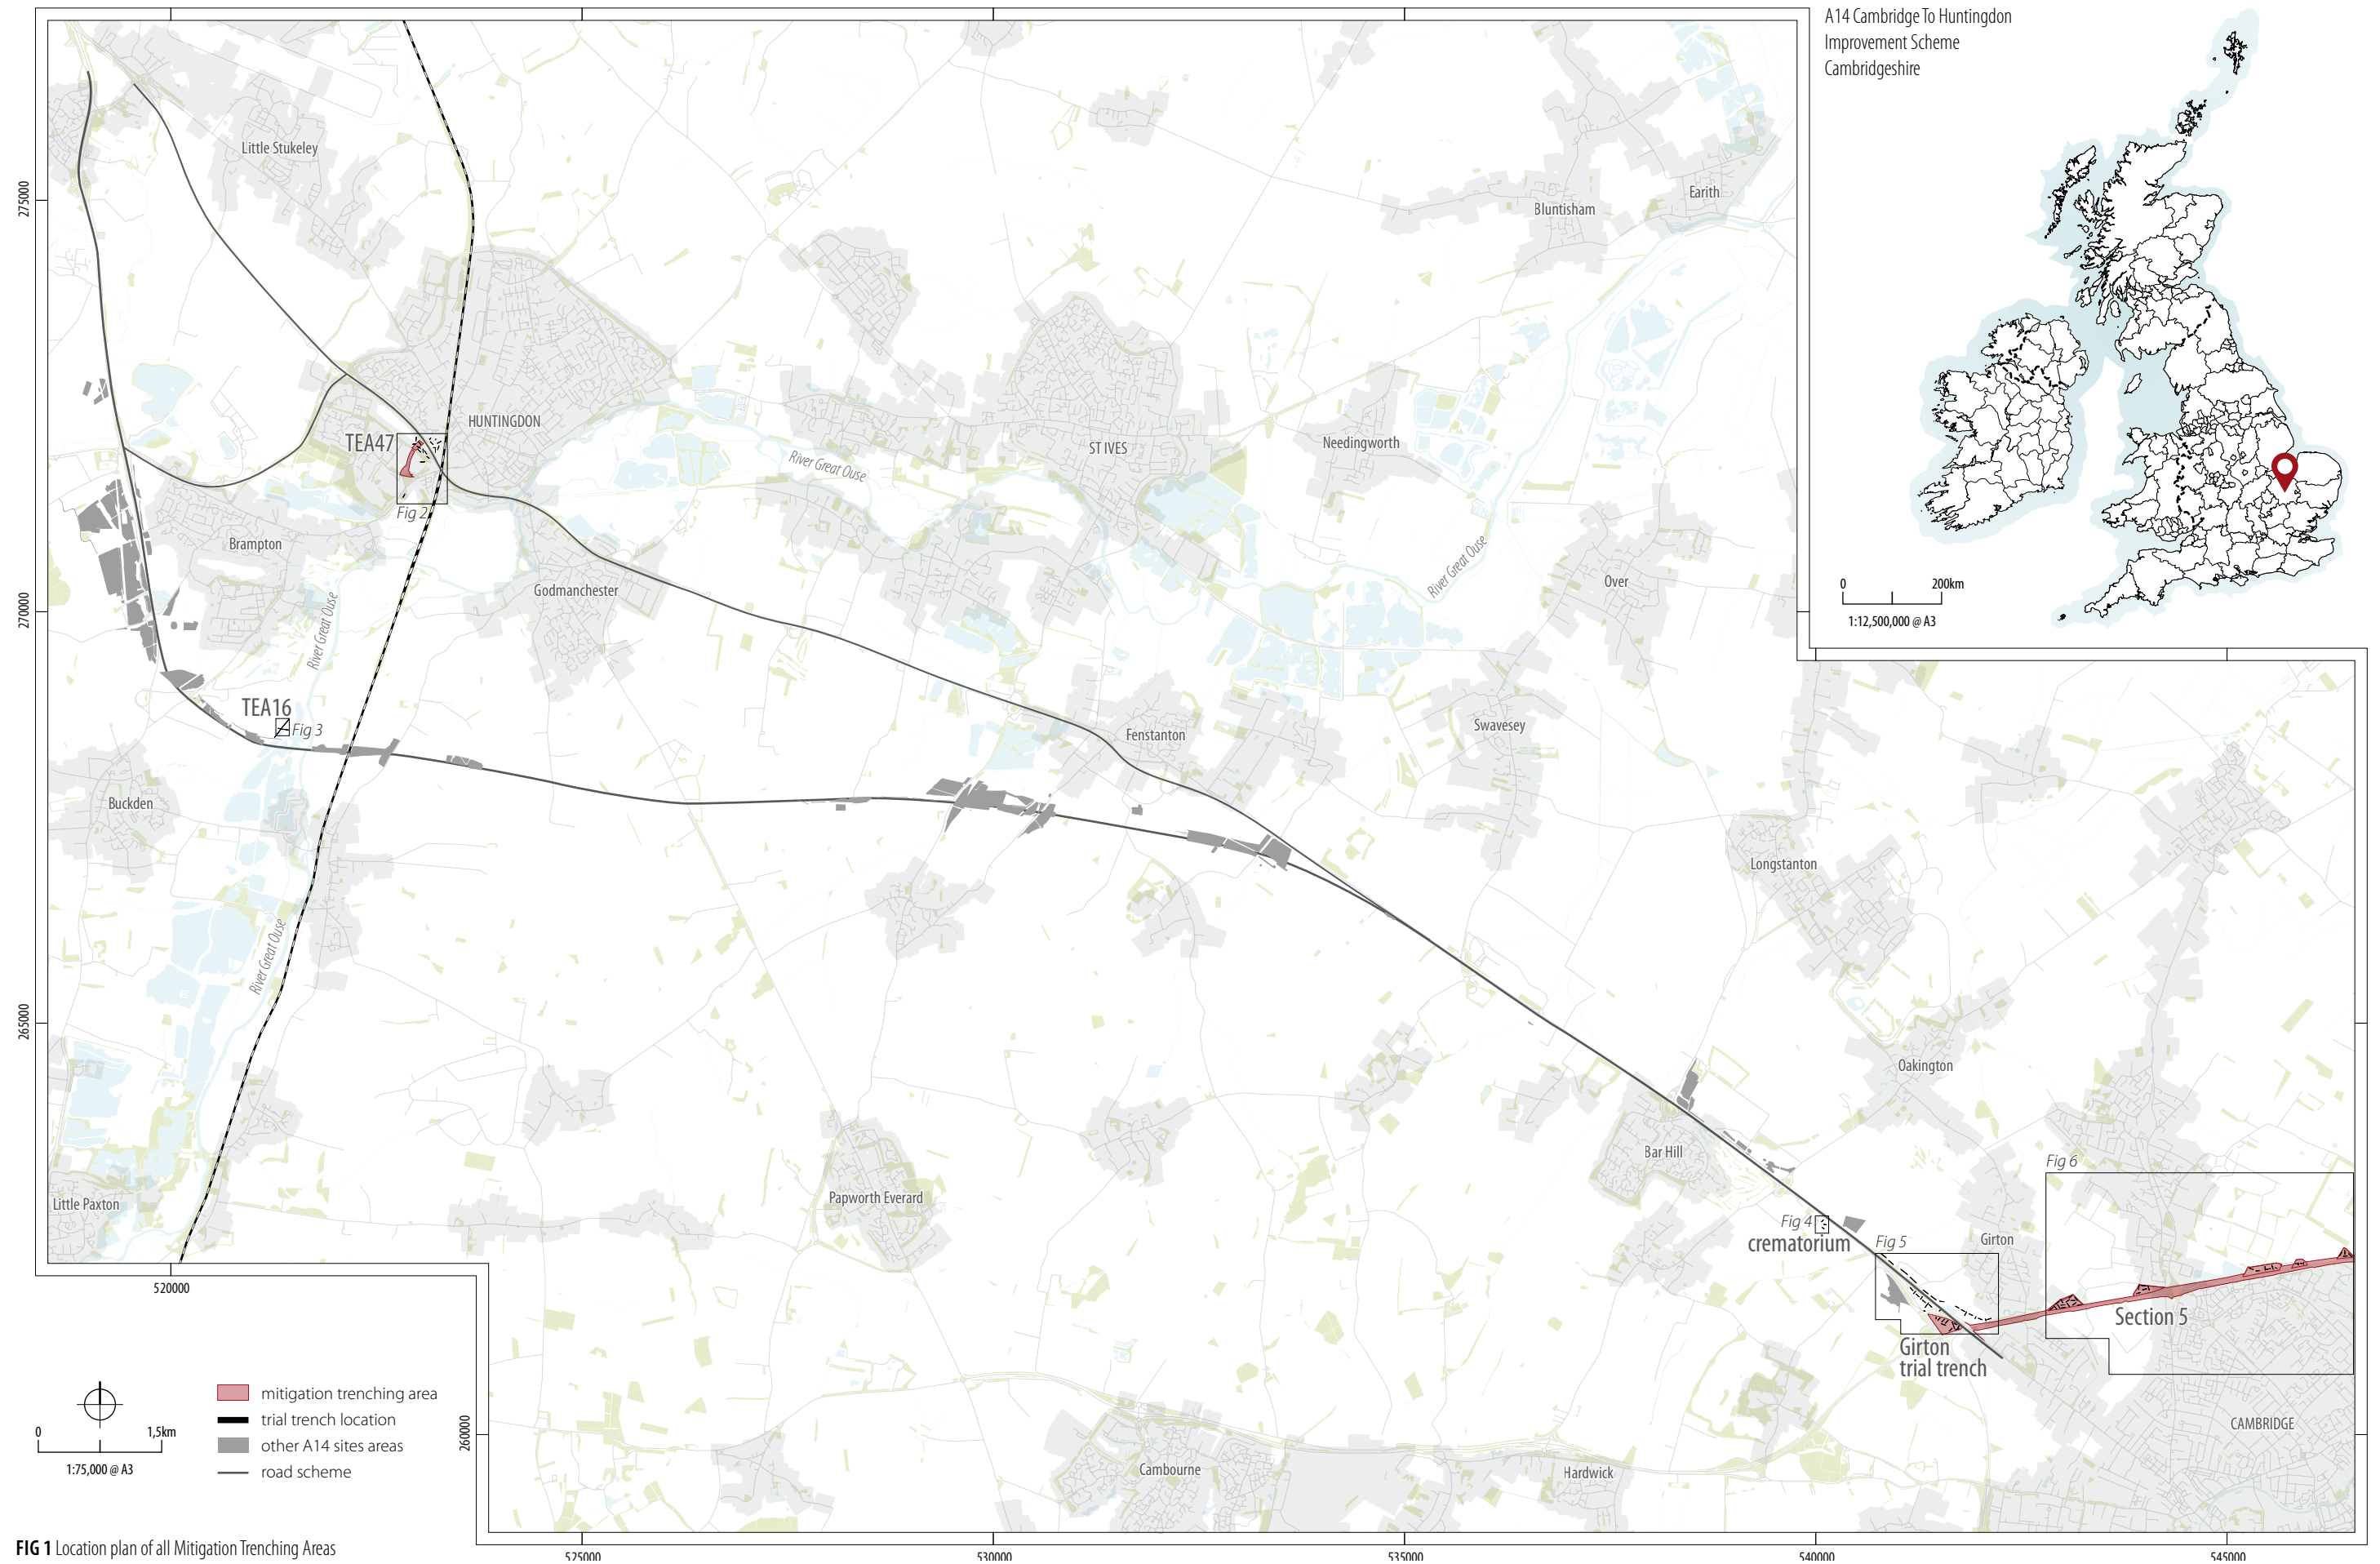 A14 Cambridge To Huntingdon
Improvement Scheme
Cambridgeshire
0 200km
1:12,500,000 @ A3
275000
270000
265000
260000
520000
525000
530000
535000
540000
545000
Little Stukeley
Earith
Bluntisham
HUNTINGDON
TEA47
Fig 2
ST IVES
Needingworth
River Great Ouse
River Great Ouse
River Great Ouse
River Great Ouse
Brampton
Godmanchester
Over
TEA16
Fig 3
Fenstanton
Swavesey
Buckden
Longstanton
Oakington
Bar Hill
Little Paxton
Papworth Everard
Fig 6
Fig 4
crematorium
Fig 5
Girton
Section 5
Girton
trial trench
CAMBRIDGE
Cambourne
Hardwick
0 1,5km
1:75,000 @ A3
mitigation trenching area
trial trench location
other A14 sites areas
road scheme
FIG 1 Location plan of all Mitigation Trenching Areas